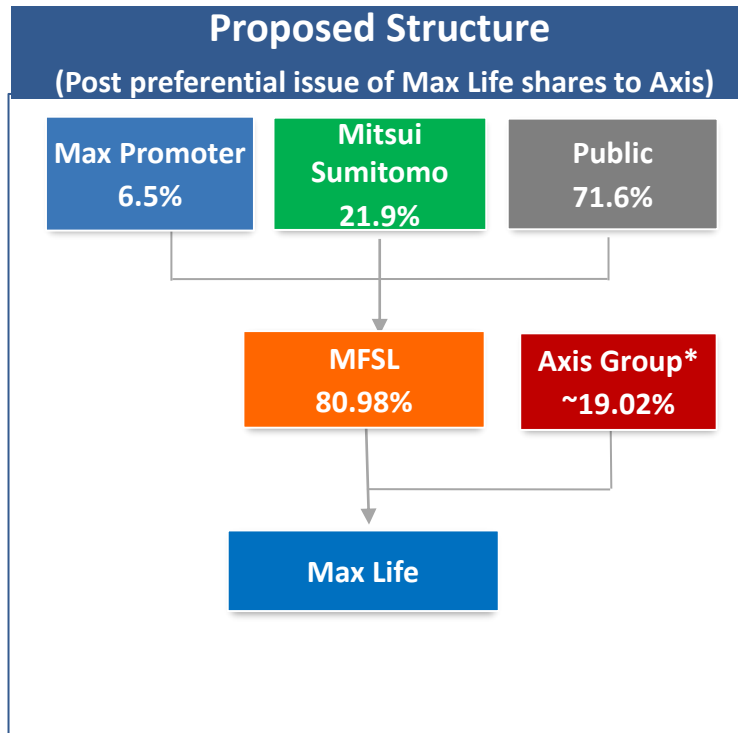 Proposed Structure
(Post preferential issue of Max Life shares to Axis)
Max Promoter
6.5%
Mitsui
Sumitomo
21.9%
Public
71.6%
MFSL
80.98%
Axis Group*
~19.02%
Max Life